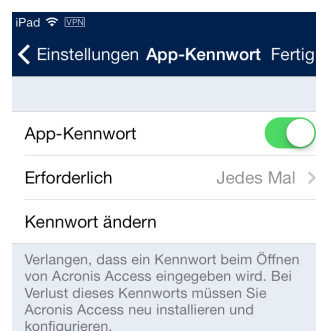 iPad VPN
Einstellungen App-Kennwort Fertig
App-Kennwort
Erforderlich Jedes Mal
Kennwort ändern
Verlangen, dass ein Kennwort beim Öffnen
von Acronis Access eingegeben wird. Bei
Verlust dieses Kennworts müssen Sie
Acronis Access neu installieren und
konfigurieren.